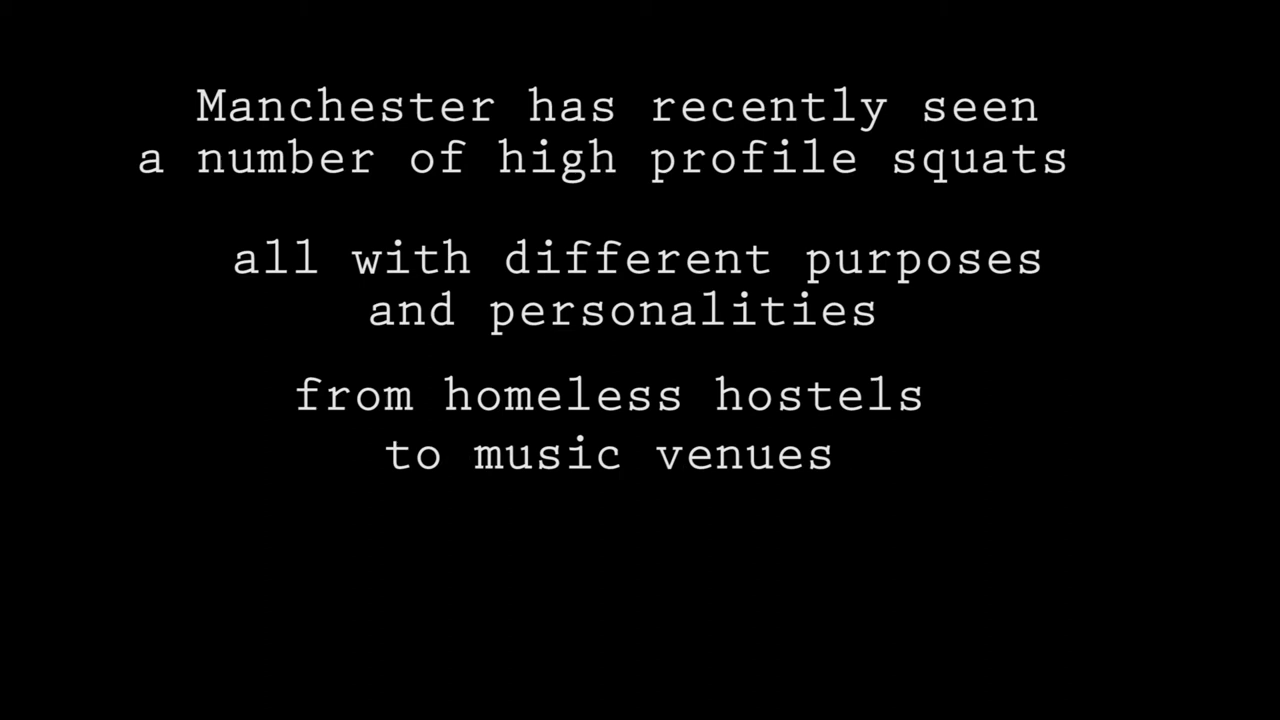 Manchester has recently seen
a number of high profile squats
all with different purposes
and personalities
from homeless hostels
to music venues